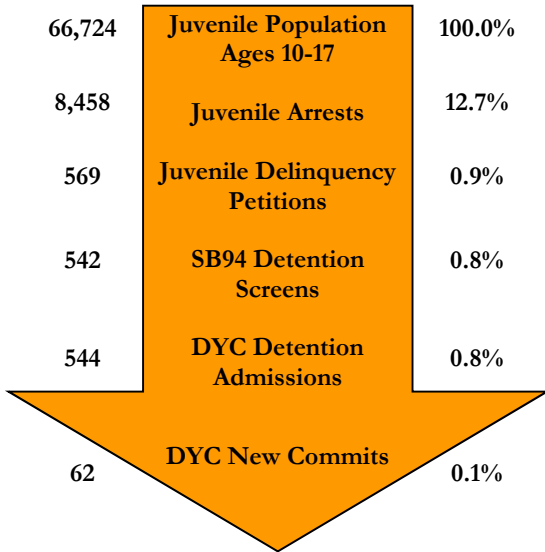 66,724 Juvenile Population 100.0%
Ages 10-17
8,458 Juvenile Arrests 12.7%
Juvenile Delinquency
569 Petitions 0.9%
SB94 Detention
542 Screens 0.8%
DYC Detention
544 Admissions 0.8%
DYC New Commits
62 0.1%